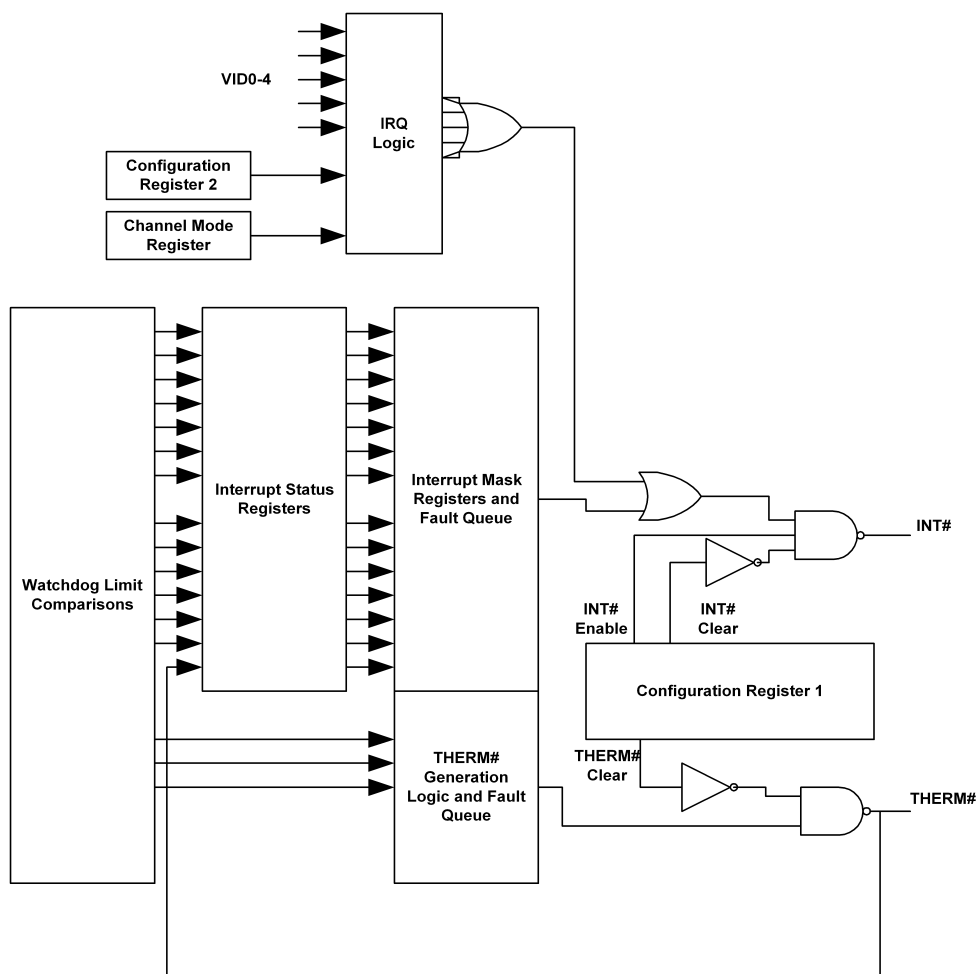 VID0-4
IRQ
Logic
Configuration
Register 2
Channel Mode
Register
Watchdog Limit
Comparisons
Interrupt Status
Registers
Interrupt Mask
Registers and
Fault Queue
INT#
INT#
Enable
INT#
Clear
Configuration Register 1
THERM#
Clear
THERM#
Generation
Logic and Fault
Queue
THERM#